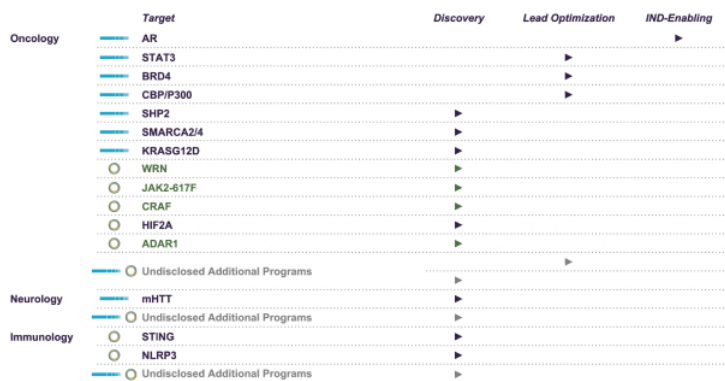 Target Discovery Lead Optimization IND-Enabling
Oncology AR
STAT3
BRD4
CBP/P300
SHP2
SMARCA2/4
KRASG12D
WRN
JAK2-617F
CRAF
HIF2A
ADAR1
Undisclosed Additional Programs
Neurology mHTT
Undisclosed Additional Programs
Immunology STING
NLRP3
Undisclosed Additional Programs